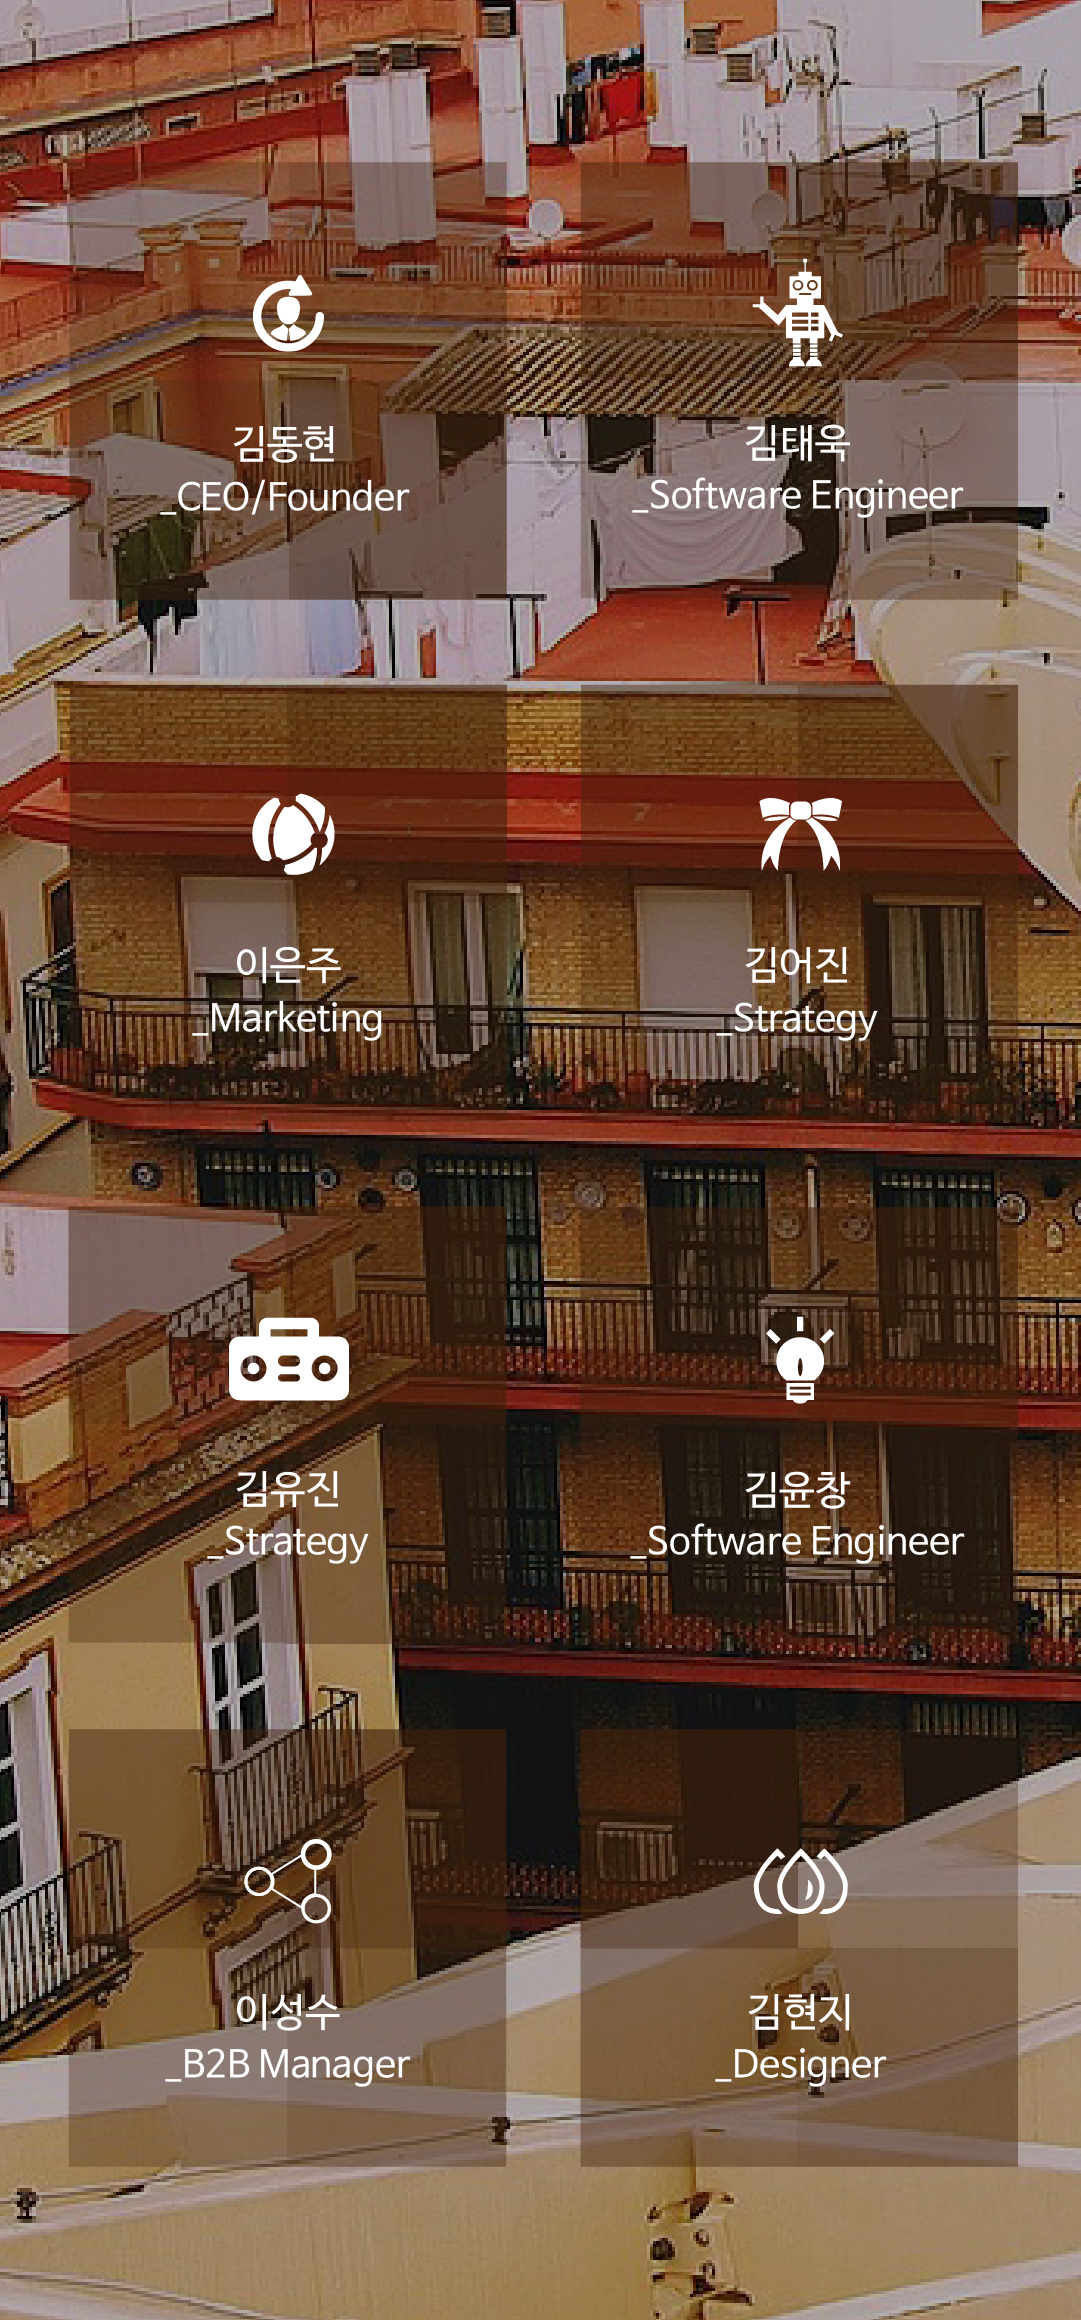 김동현
_CEO/Founder
김태욱
_Software Engineer
이은주
_Marketing
김어진
_Strategy
김유진
_Strategy
김윤창
_Software Engineer
이성수
_B2B Manager
김현지
_Designer